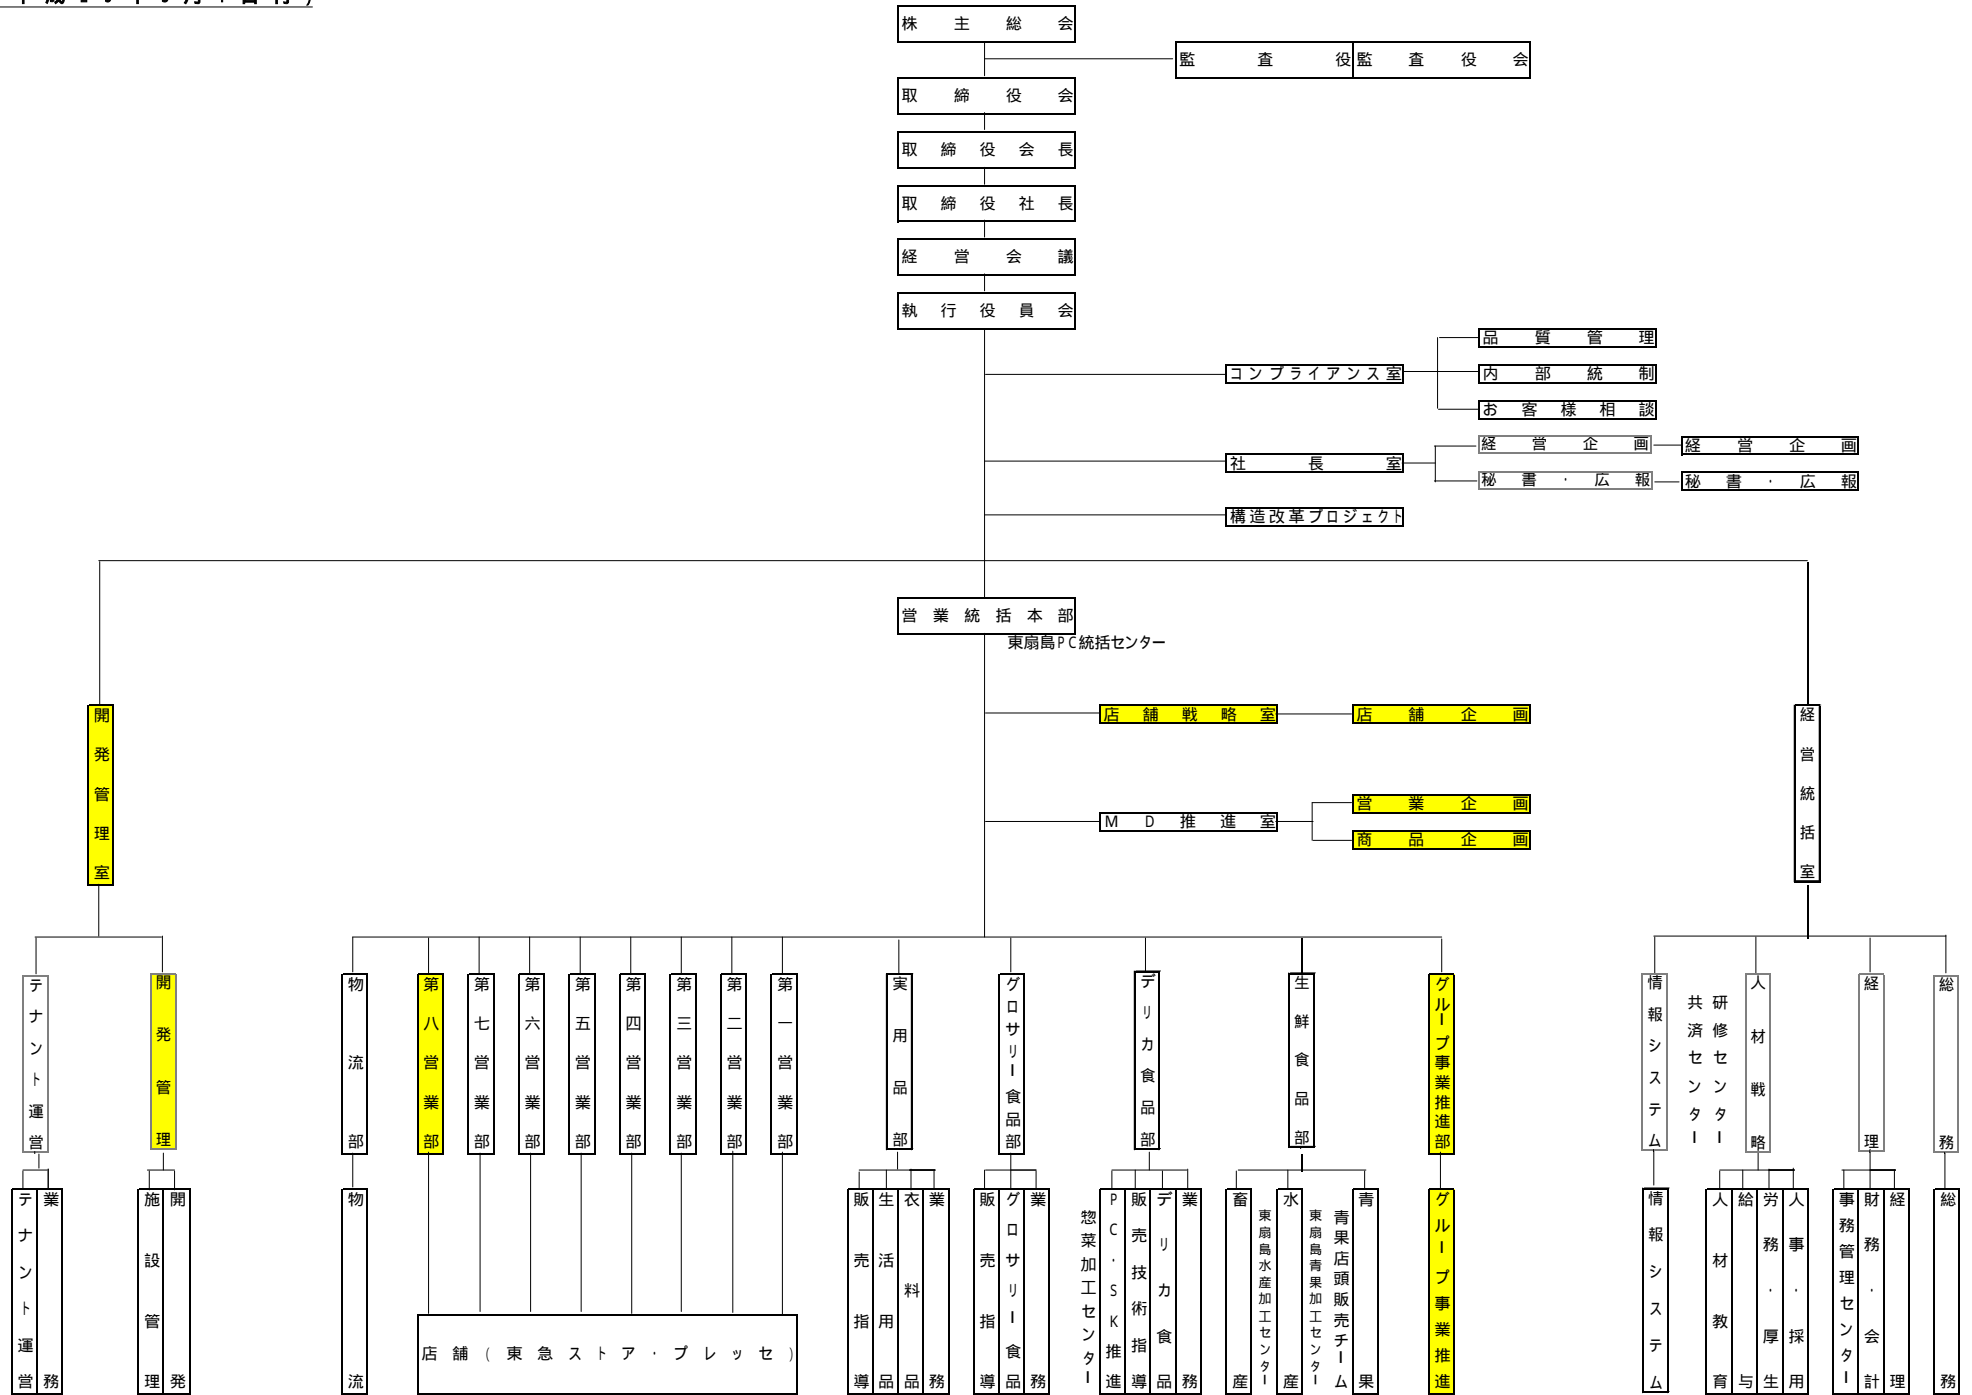 株主総会
監査役 監査役会
取締役会
取締役会長
取締役社長
経営会議
執行役員会
品質管理
コンプライアンス室
内部統制
お客様相談
経営企画 経営企画
社長室
秘書・広報 秘書・広報
構造改革プロジェクト
営業統括本部
東扇島PC統括センター
開発管理室
店舗戦略室 店舗企画
経営統括室
営業企画
MD推進室
商品企画
テナント運営
開発管理
物流部
第八営業部
第七営業部
第六営業部
第五営業部
第四営業部
第三営業部
第二営業部
第一営業部
実用品部
グロサリー食品部
デリカ食品部
生鮮食品部
グループ事業推進部
情報システム
共済センター
研修センター
人材戦略
経理
総務
テナント運営
業務
施設管理
開発
物流
店舗(東急ストア・プレッセ)
販売指導
生活用品
衣料品
業務
販売指導
グロサリー食品
業務
惣菜加工センター
PC・SK推進
販売技術指導
デリカ食品
業務
畜産
東扇島水産加工センター
水産
東扇島青果加工センター
青果店頭販売チーム
青果
グループ事業推進
情報システム
人材教育
給与
労務・厚生
人事・採用
事務管理センター
財務・会計
経理
総務